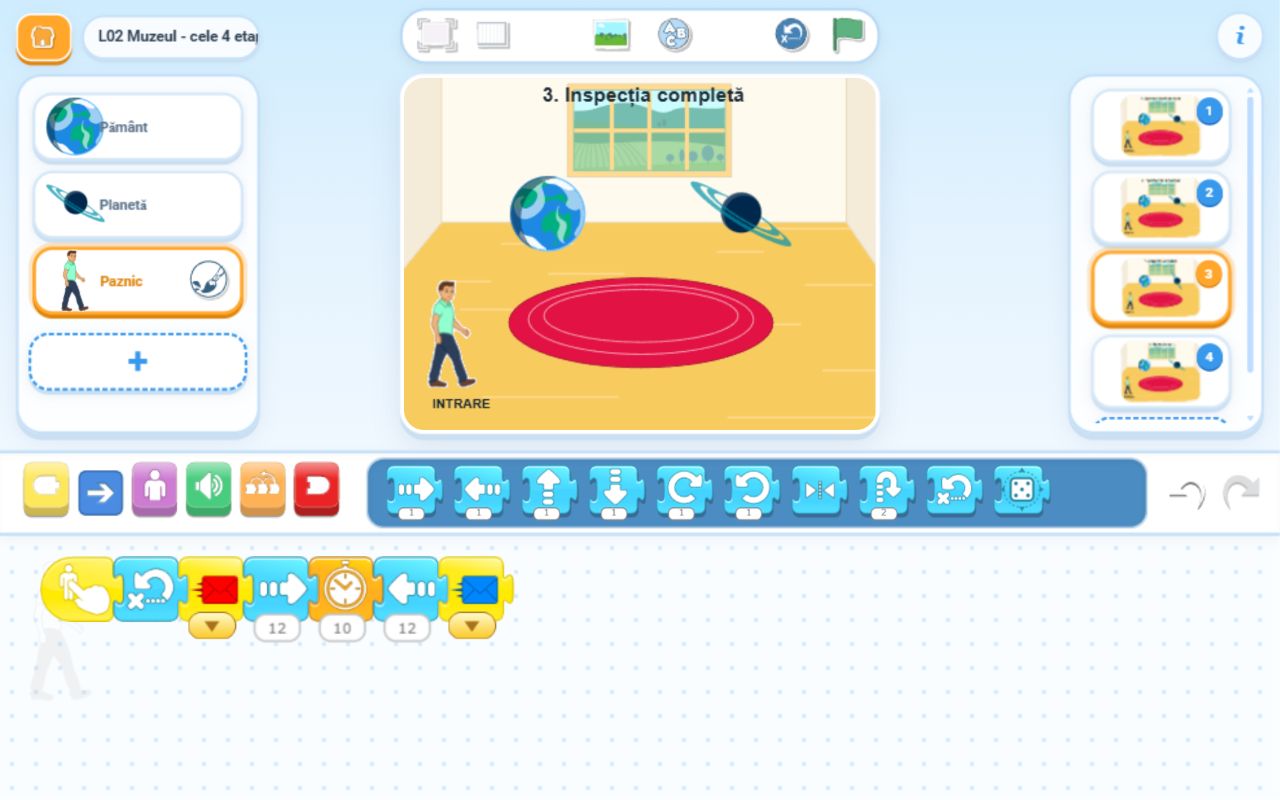 L02 Muzeul - cele 4 eta
i
Pământ
Planetă
Paznic
+
3. Inspecția completă
INTRARE
1
2
3
4
1
1
1
1
1
1
2
12
10
12